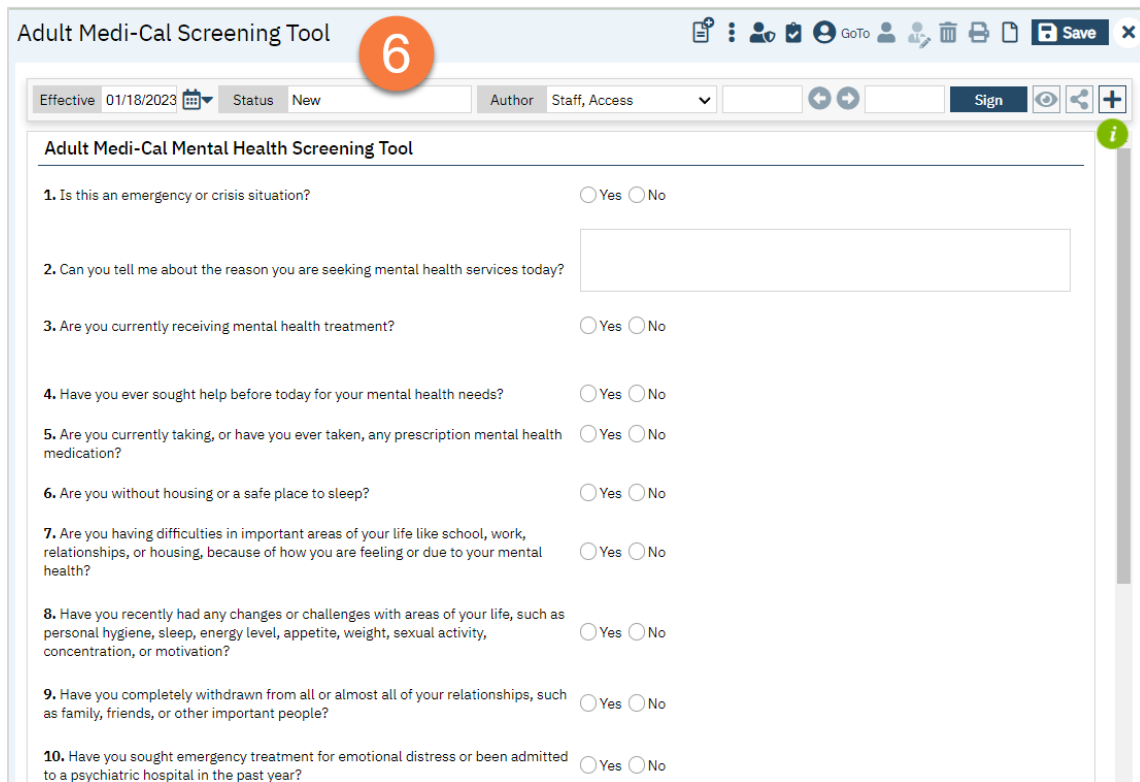 Adult Medi-Cal Screening Tool
6
GoTo
Save
Effective 01/18/2023 Status New Author Staff, Access Sign
i
Adult Medi-Cal Mental Health Screening Tool
1. Is this an emergency or crisis situation? Yes No
2. Can you tell me about the reason you are seeking mental health services today?
3. Are you currently receiving mental health treatment? Yes No
4. Have you ever sought help before today for your mental health needs? Yes No
5. Are you currently taking, or have you ever taken, any prescription mental health Yes No
medication?
6. Are you without housing or a safe place to sleep? Yes No
7. Are you having difficulties in important areas of your life like school, work,
relationships, or housing, because of how you are feeling or due to your mental Yes No
health?
8. Have you recently had any changes or challenges with areas of your life, such as
personal hygiene, sleep, energy level, appetite, weight, sexual activity, Yes No
concentration, or motivation?
9. Have you completely withdrawn from all or almost all of your relationships, such
as family, friends, or other important people? Yes No
10. Have you sought emergency treatment for emotional distress or been admitted
to a psychiatric hospital in the past year? Yes No